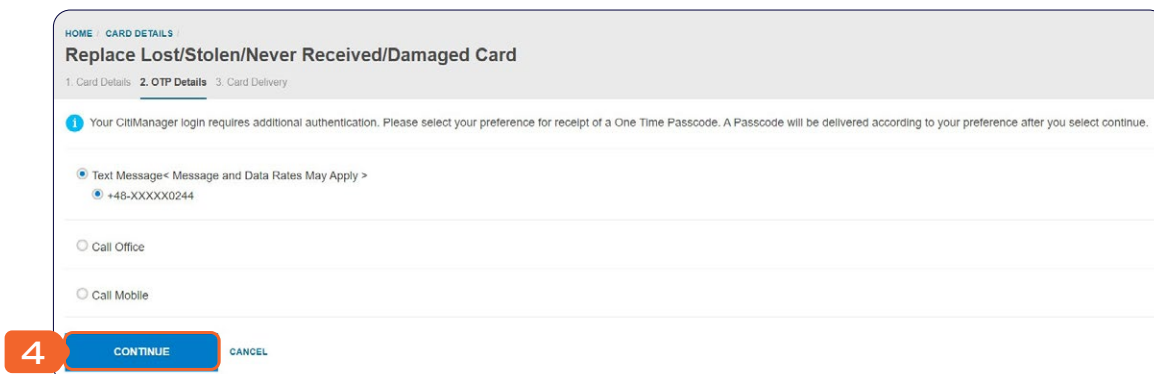 HOME / CARD DETAILS /
Replace Lost/Stolen/Never Received/Damaged Card
1. Card Details 2. OTP Details 3. Card Delivery
Your CitiManager login requires additional authentication. Please select your preference for receipt of a One Time Passcode. A Passcode will be delivered according to your preference after you select continue.
Text Message< Message and Data Rates May Apply >
+48-XXXXX0244
Call Office
Call Mobile
4 CONTINUE CANCEL